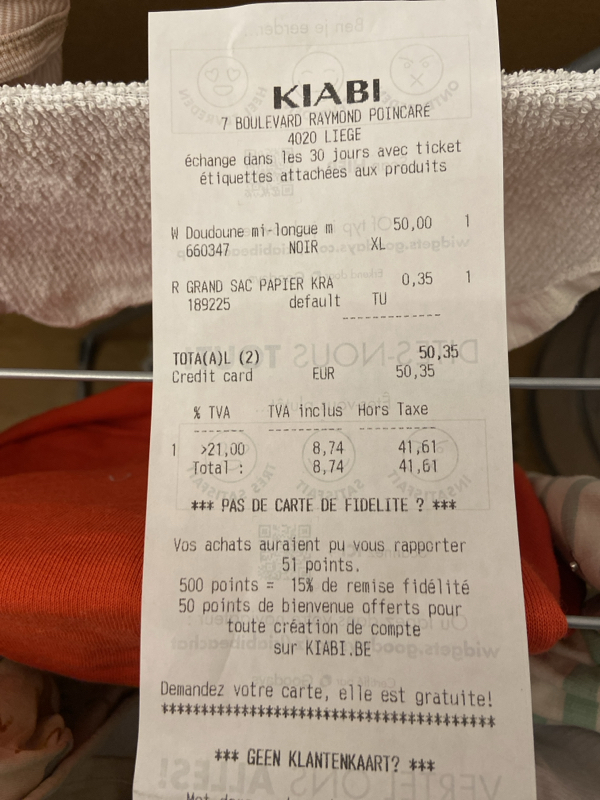 KIABI
7 BOULEVARD RAYMOND POINCARÉ
4020 LIEGE
échange dans les 30 jours avec ticket
étiquettes attachées aux produits
W Doudoune mi-longue m 50,00 1
660347 NOIR XL
R GRAND SAC PAPIER KRA 0,35 1
189225 default TU
--------------
TOTA(A)L (2) 50,35
Credit card EUR 50,35
% TVA TVA inclus Hors Taxe
-------- ---------- ----------
1 >21,00 8,74 41,61
Total : 8,74 41,61
*** PAS DE CARTE DE FIDELITE ? ***
Vos achats auraient pu vous rapporter
51 points.
500 points = 15% de remise fidélité
50 points de bienvenue offerts pour
toute création de compte
sur KIABI.BE
Demandez votre carte, elle est gratuite!
****************************************
*** GEEN KLANTENKAART? ***